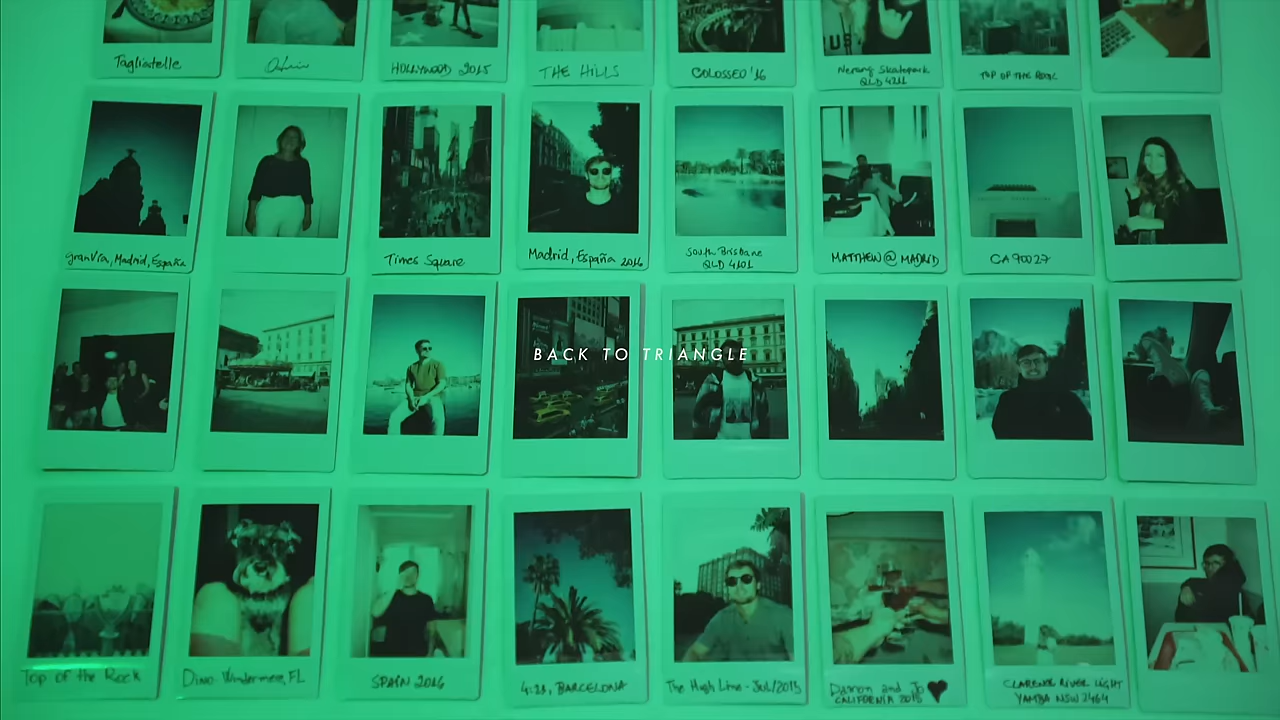 Tagliatelle
HOLLYWOOD 2015
THE HILLS
COLOSSEO '16
Nerang Skatepark
QLD 4211
TOP OF THE ROCK
US
GranVía, Madrid, España
Times Square
Madrid, España 2016
South Brisbane
QLD 4101
MATTHEW @ MADRID
CA 90027
BACK TO TRIANGLE
Top of the Rock
Dino - Windermere, FL
SPAIN 2016
4:21, BARCELONA
The High Line - Jul/2015
Damon and Jo
CALIFORNIA 2015
CLARENCE RIVER LIGHT
YAMBA NSW 2464